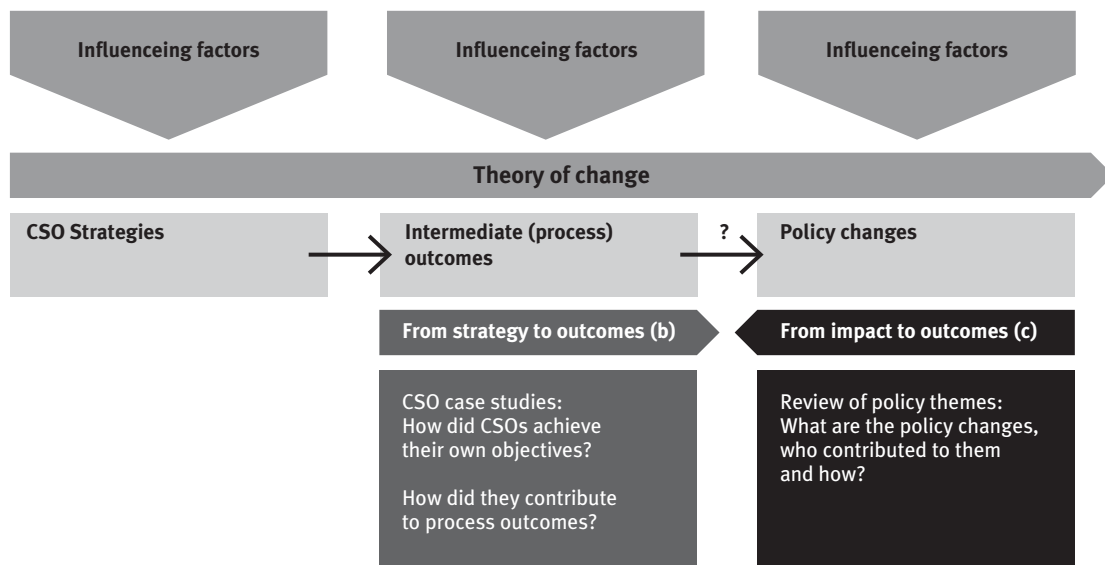 Influenceing factors
Influenceing factors
Influenceing factors
Theory of change
CSO Strategies
Intermediate (process)
outcomes
?
Policy changes
From strategy to outcomes (b)
From impact to outcomes (c)
CSO case studies:
How did CSOs achieve
their own objectives?
How did they contribute
to process outcomes?
Review of policy themes:
What are the policy changes,
who contributed to them
and how?